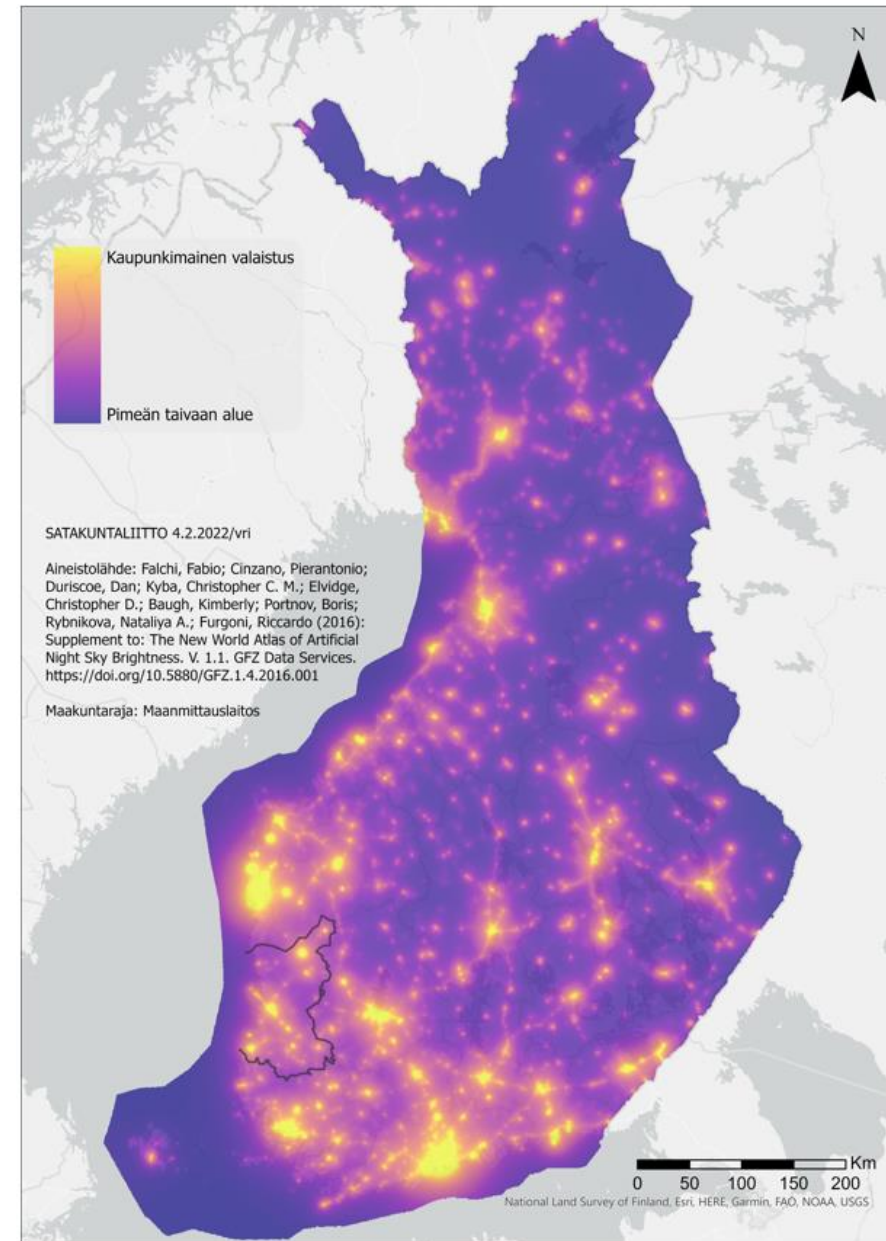 N
Kaupunkimainen valaistus
Pimeän taivaan alue
SATAKUNTALIITTO 4.2.2022/vri
Aineistolähde: Falchi, Fabio; Cinzano, Pierantonio;
Duriscoe, Dan; Kyba, Christopher C. M.; Elvidge,
Christopher D.; Baugh, Kimberly; Portnov, Boris;
Rybnikova, Nataliya A.; Furgoni, Riccardo (2016):
Supplement to: The New World Atlas of Artificial
Night Sky Brightness. V. 1.1. GFZ Data Services.
https://doi.org/10.5880/GFZ.1.4.2016.001
Maakuntaraja: Maanmittauslaitos
Km
0 50 100 150 200
National Land Survey of Finland, Esri, HERE, Garmin, FAO, NOAA, USGS